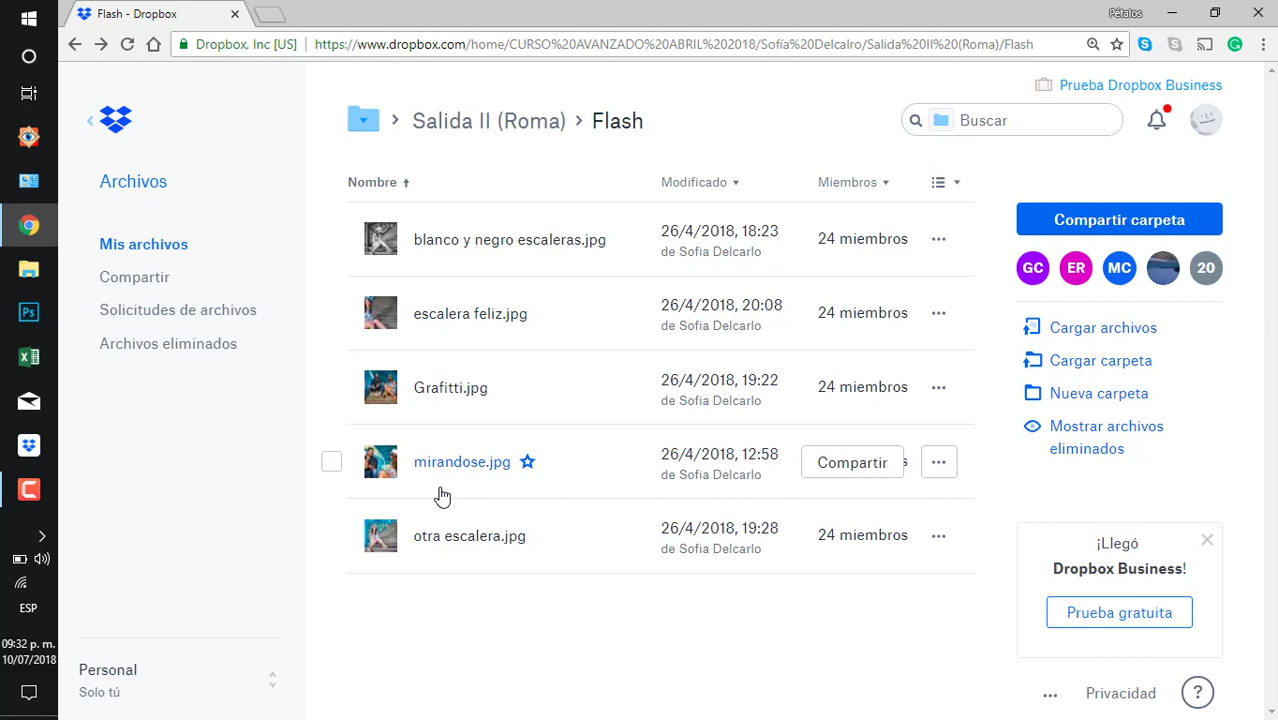 Flash - Dropbox
Pétalos
Dropbox, Inc [US] https://www.dropbox.com/home/CURSO%20AVANZADO%20ABRIL%203018/Sofía%20Delcalro/Salida%20II%20(Roma)/Flash
Prueba Dropbox Business
Salida II (Roma) › Flash
Buscar
Archivos
Nombre
Modificado
Miembros
Mis archivos
Compartir
Solicitudes de archivos
Archivos eliminados
blanco y negro escaleras.jpg
26/4/2018, 18:23
de Sofia Delcarlo
24 miembros
escalera feliz.jpg
26/4/2018, 20:08
de Sofia Delcarlo
24 miembros
Grafitti.jpg
26/4/2018, 19:22
de Sofia Delcarlo
24 miembros
mirandose.jpg
26/4/2018, 12:58
de Sofia Delcarlo
Compartir
s
otra escalera.jpg
26/4/2018, 19:28
de Sofia Delcarlo
24 miembros
Compartir carpeta
GC ER MC 20
Cargar archivos
Cargar carpeta
Nueva carpeta
Mostrar archivos
eliminados
¡Llegó
Dropbox Business!
Prueba gratuita
Personal
Solo tú
Privacidad
?
Ps
ESP
09:32 p. m.
10/07/2018